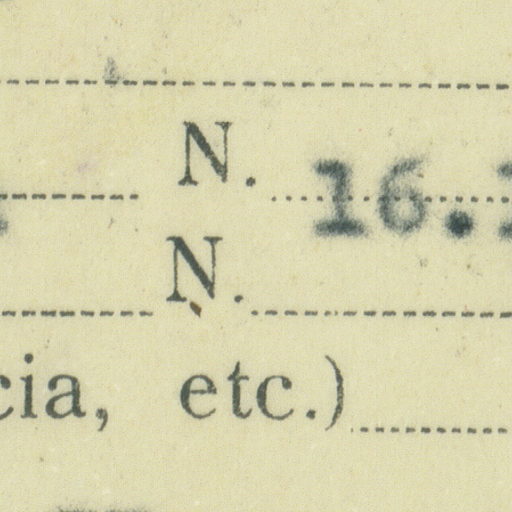 N. 16.
N.
cia, etc.)